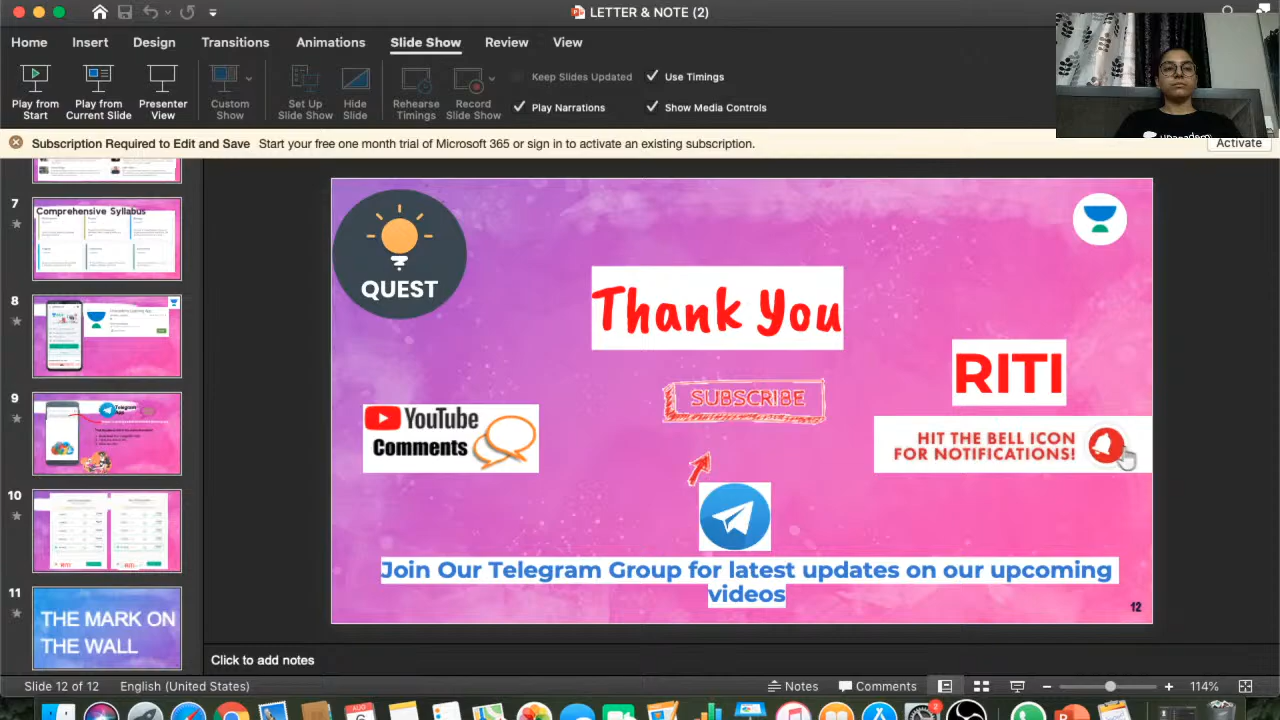 LETTER & NOTE (2)
Home Insert Design Transitions Animations Slide Show Review View
Play from Start
Play from Current Slide
Presenter View
Custom Show
Set Up Slide Show
Hide Slide
Rehearse Timings
Record Slide Show
Keep Slides Updated
Use Timings
Play Narrations
Show Media Controls
Subscription Required to Edit and Save Start your free one month trial of Microsoft 365 or sign in to activate an existing subscription.
Activate
7
Comprehensive Syllabus
8
9
Telegram
App
10
RITI
RITI
11
THE MARK ON
THE WALL
QUEST
Thank You
RITI
SUBSCRIBE
YouTube
Comments
HIT THE BELL ICON
FOR NOTIFICATIONS!
Join Our Telegram Group for latest updates on our upcoming
videos
12
Click to add notes
Slide 12 of 12 English (United States)
Notes Comments
114%
AUG
2